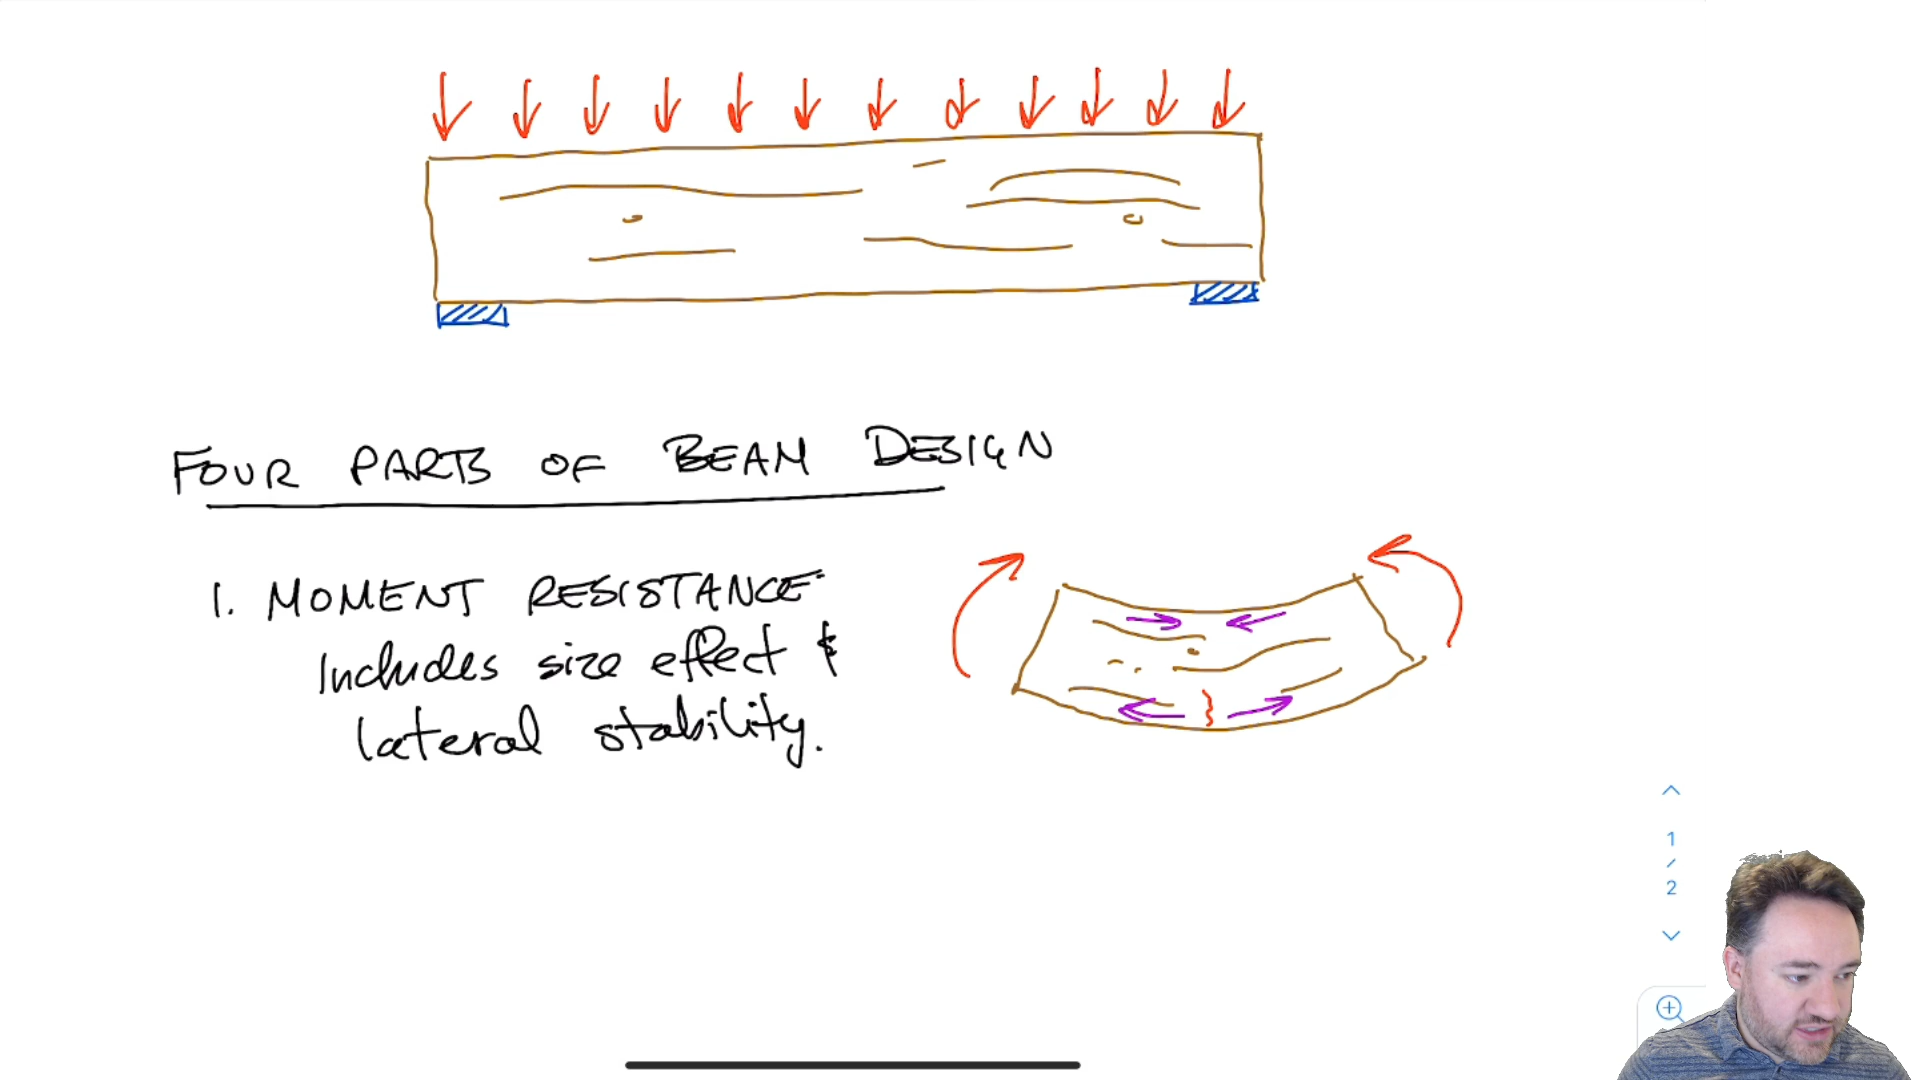 FOUR PARTS OF BEAM DESIGN
1. MOMENT RESISTANCE
Includes size effect &
lateral stability.
1
/
2